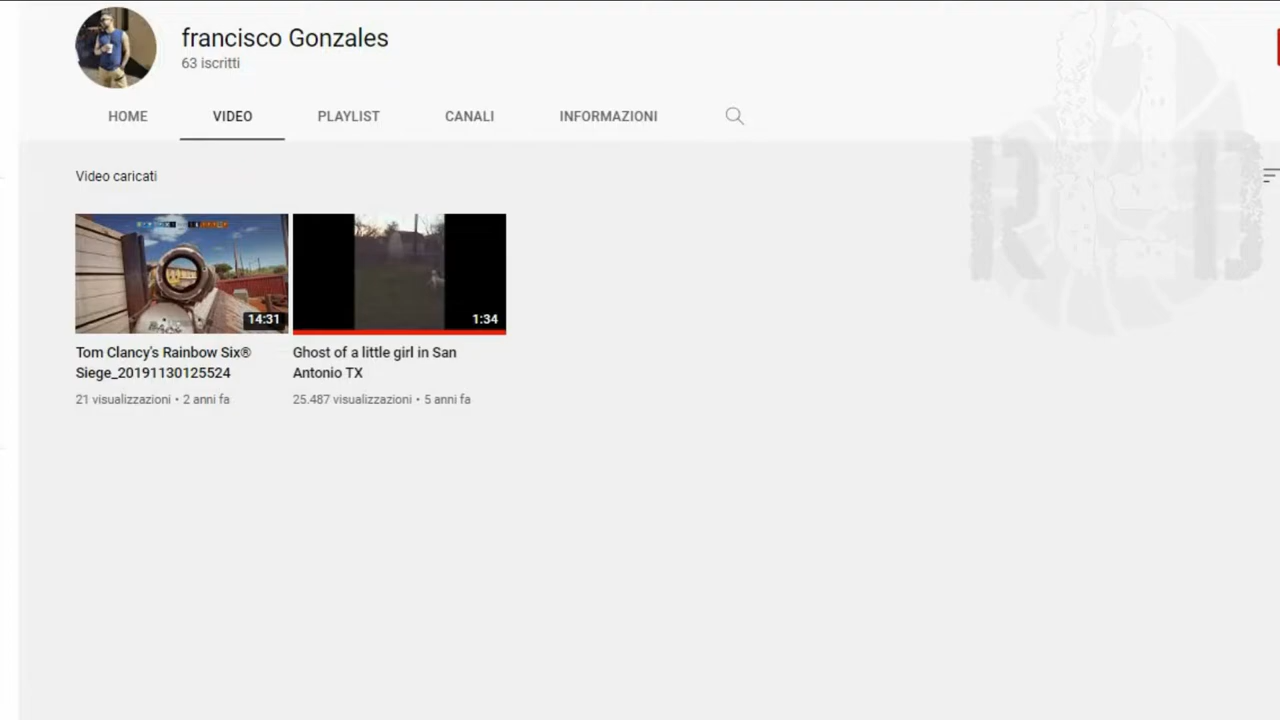 francisco Gonzales
63 iscritti
HOME VIDEO PLAYLIST CANALI INFORMAZIONI
Video caricati
14:31
1:34
Tom Clancy's Rainbow Six®
Siege_20191130125524
21 visualizzazioni • 2 anni fa
Ghost of a little girl in San
Antonio TX
25.487 visualizzazioni • 5 anni fa